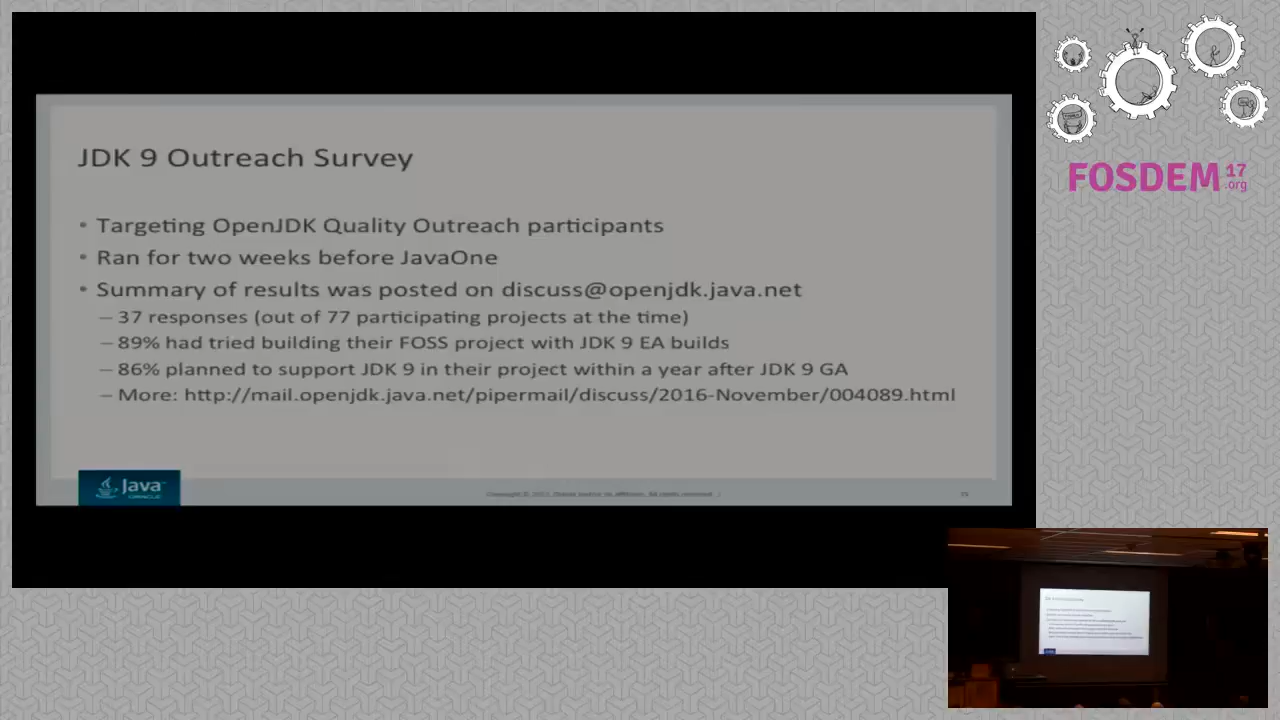 JDK 9 Outreach Survey
• Targeting OpenJDK Quality Outreach participants
• Ran for two weeks before JavaOne
• Summary of results was posted on discuss@openjdk.java.net
– 37 responses (out of 77 participating projects at the time)
– 89% had tried building their FOSS project with JDK 9 EA builds
– 86% planned to support JDK 9 in their project within a year after JDK 9 GA
– More: http://mail.openjdk.java.net/pipermail/discuss/2016-November/004089.html
Java
ORACLE
FOSDEM 17
.org